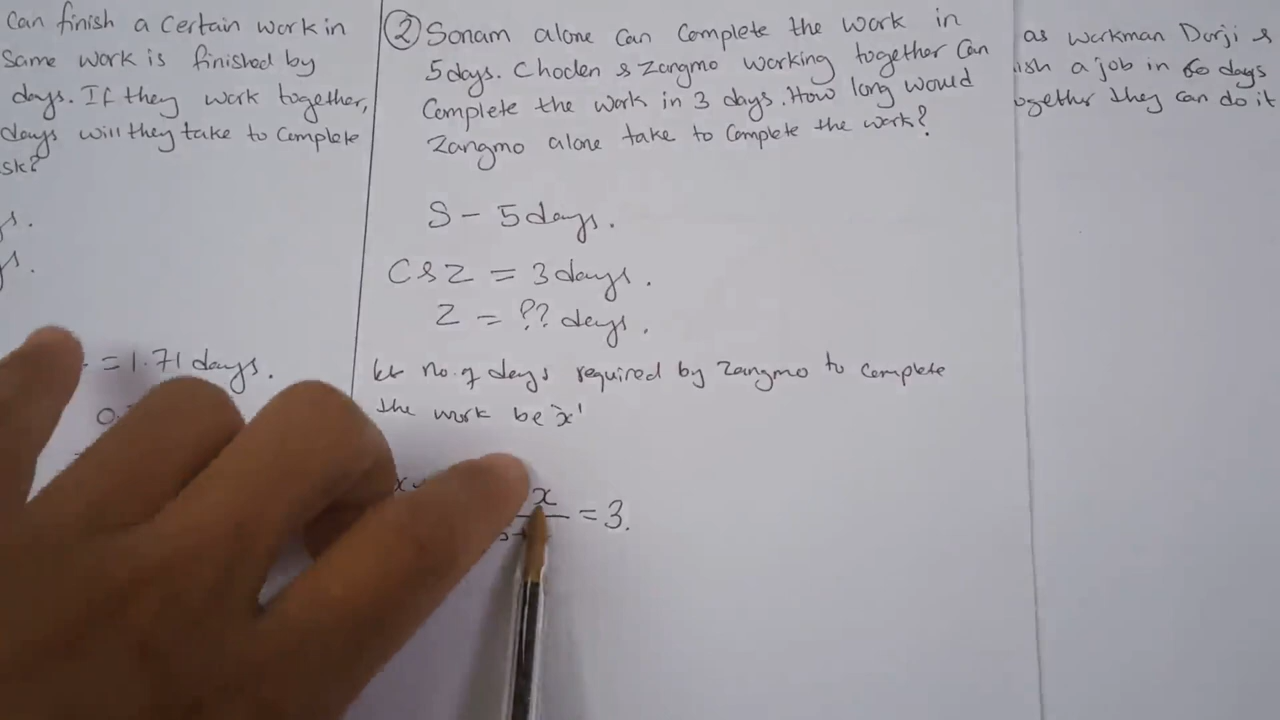 can finish a certain work in
same work is finished by
days. If they work together,
days will they take to complete
sk?
s.
ys.
= 1.71 days.
② Sonam alone can complete the work in
5 days. Choden & Zangmo working together can
complete the work in 3 days. How long would
Zangmo alone take to complete the work?
S - 5 days.
C & Z = 3 days.
Z = ?? days.
let no. of days required by Zangmo to complete
the work be 'x'
x
= 3.
as workman Dorji &
ish a job in 60 days
ogether they can do it